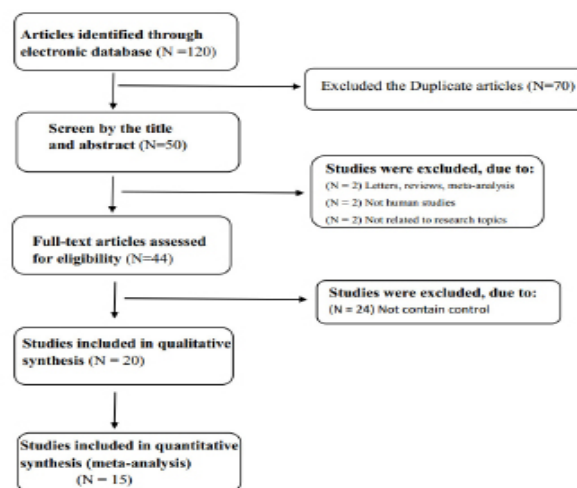 Articles identified through
electronic database (N =120)
Excluded the Duplicate articles (N=70)
Screen by the title
and abstract (N=50)
Studies were excluded, due to:
(N = 2) Letters, reviews, meta-analysis
(N = 2) Not human studies
(N = 2) Not related to research topics
Full-text articles assessed
for eligibility (N=44)
Studies were excluded, due to:
(N = 24) Not contain control
Studies included in qualitative
synthesis (N = 20)
Studies included in quantitative
synthesis (meta-analysis)
N = 15)